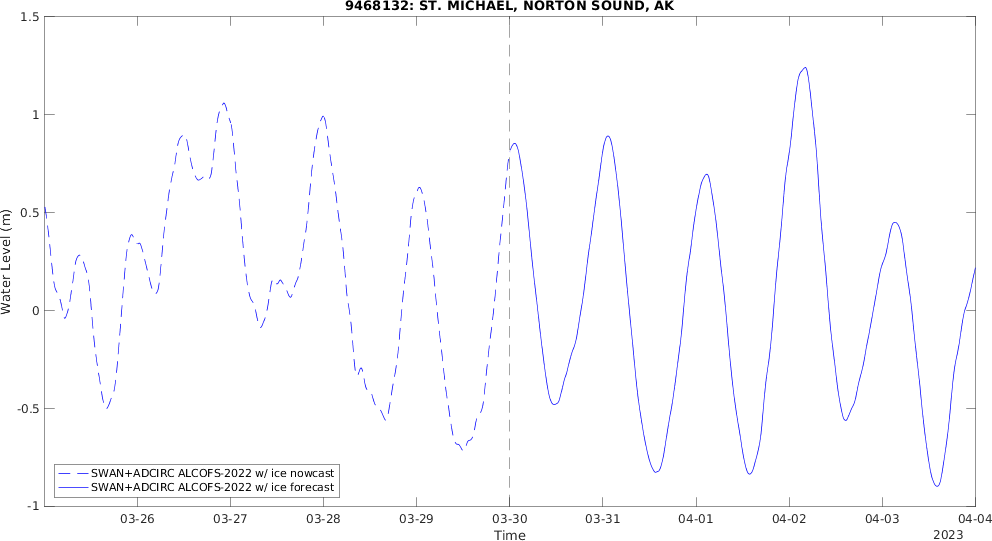 9468132: ST. MICHAEL, NORTON SOUND, AK
1.5
1
0.5
0
-0.5
-1
Water Level (m)
SWAN+ADCIRC ALCOFS-2022 w/ ice nowcast
SWAN+ADCIRC ALCOFS-2022 w/ ice forecast
03-26 03-27 03-28 03-29 03-30 03-31 04-01 04-02 04-03 04-04
Time
2023